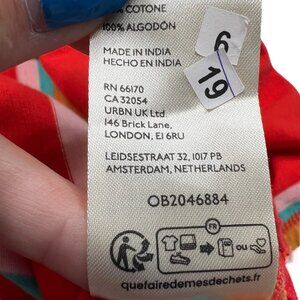 % COTONE
100% ALGODÓN
MADE IN INDIA
HECHO EN INDIA
6
19
RN 66170
CA 32054
URBN UK Ltd
146 Brick Lane,
LONDON, E1 6RU
LEIDSESTRAAT 32, 1017 PB
AMSTERDAM, NETHERLANDS
OB2046884
FR
ou
quefairedemesdechets.fr